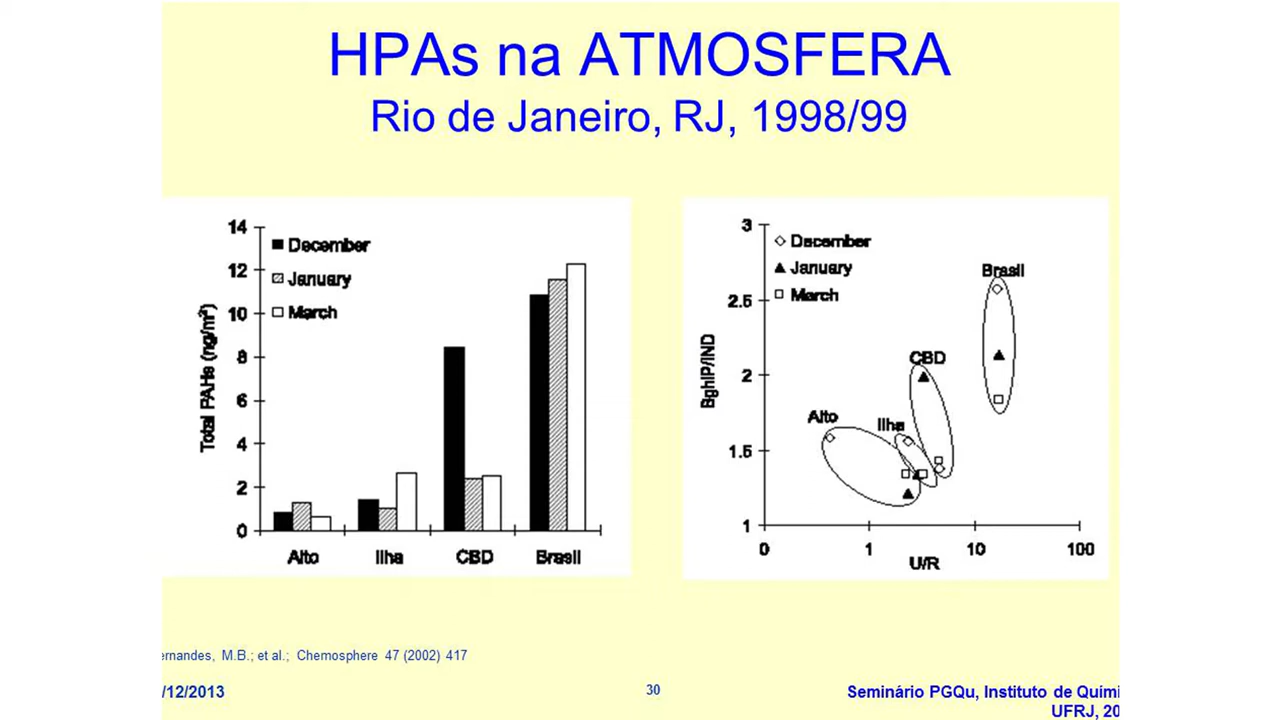 HPAs na ATMOSFERA
Rio de Janeiro, RJ, 1998/99
14
12
10
8
6
4
2
0
Total PAHs (ng/m³)
December
January
March
Alto Ilha CBD Brasil
3
2.5
2
1.5
1
BghIP/IND
December
January
March
Brasil
CBD
Alto
Ilha
0 1 10 100
U/R
M.B.; et al.; Chemosphere 47 (2002) 417
/12/2013
30
Seminário PGQu, Instituto de
UFRJ,